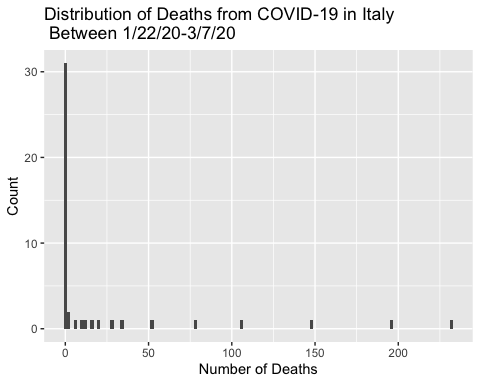 Distribution of Deaths from COVID-19 in Italy
Between 1/22/20-3/7/20
30
20
10
0
Count
0 50 100 150 200
Number of Deaths